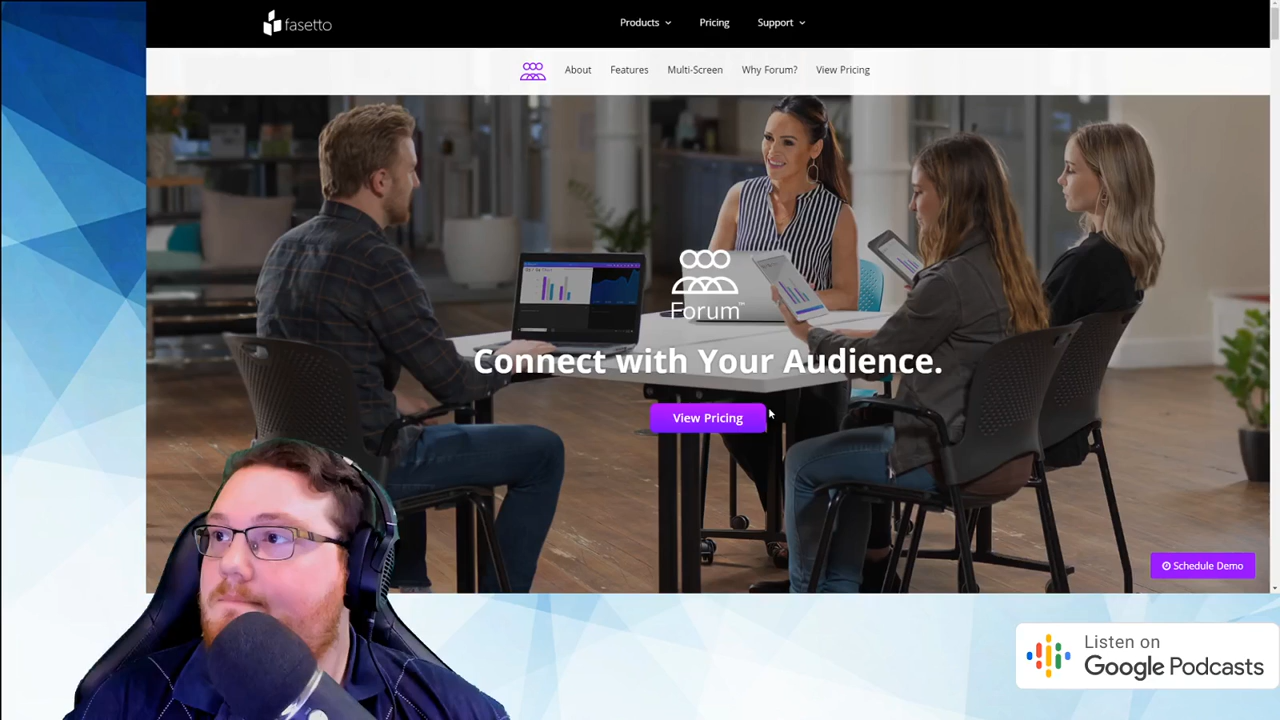 fasetto
Products
Pricing
Support
About
Features
Multi-Screen
Why Forum?
View Pricing
Forum™
Connect with Your Audience.
View Pricing
Schedule Demo
Listen on
Google Podcasts